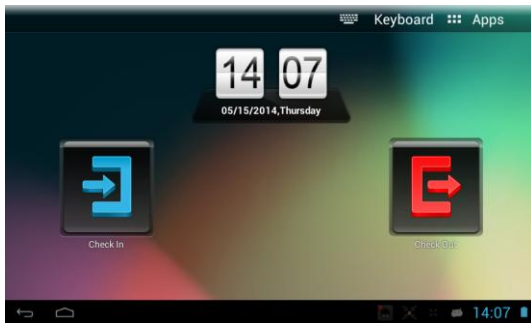 Keyboard Apps
14 07
05/15/2014,Thursday
Check In
Check Out
14:07